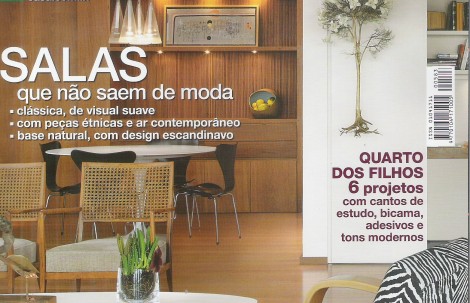 SALAS
que não saem de moda
▪ clássica, de visual suave
▪ com peças étnicas e ar contemporâneo
▪ base natural, com design escandinavo
QUARTO
DOS FILHOS
6 projetos
com cantos de
estudo, bicama,
adesivos e
tons modernos